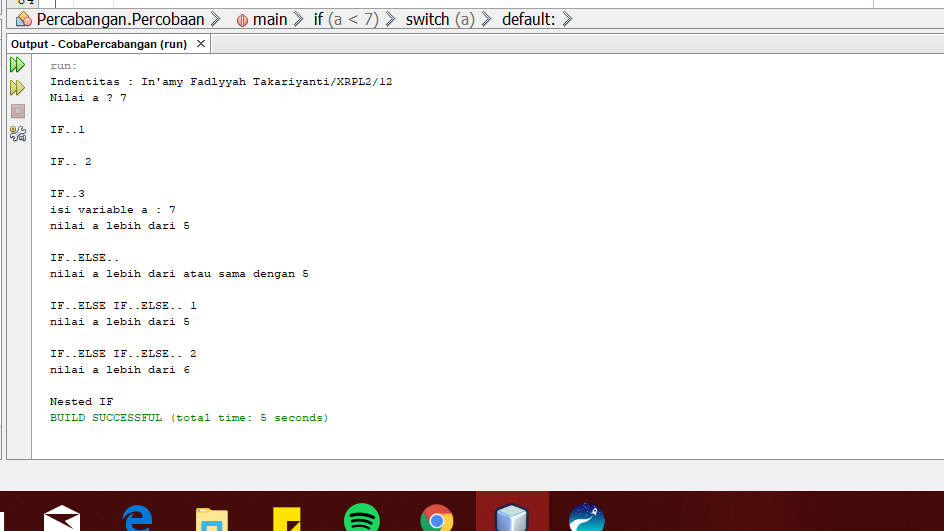 Percabangan.Percobaan main if (a < 7) switch (a) default:
Output - CobaPercabangan (run)
run:
Indentitas : In'amy Fadlyyah Takariyanti/XRPL2/12
Nilai a ? 7
IF..1
IF.. 2
IF..3
isi variable a : 7
nilai a lebih dari 5
IF..ELSE..
nilai a lebih dari atau sama dengan 5
IF..ELSE IF..ELSE.. 1
nilai a lebih dari 5
IF..ELSE IF..ELSE.. 2
nilai a lebih dari 6
Nested IF
BUILD SUCCESSFUL (total time: 5 seconds)